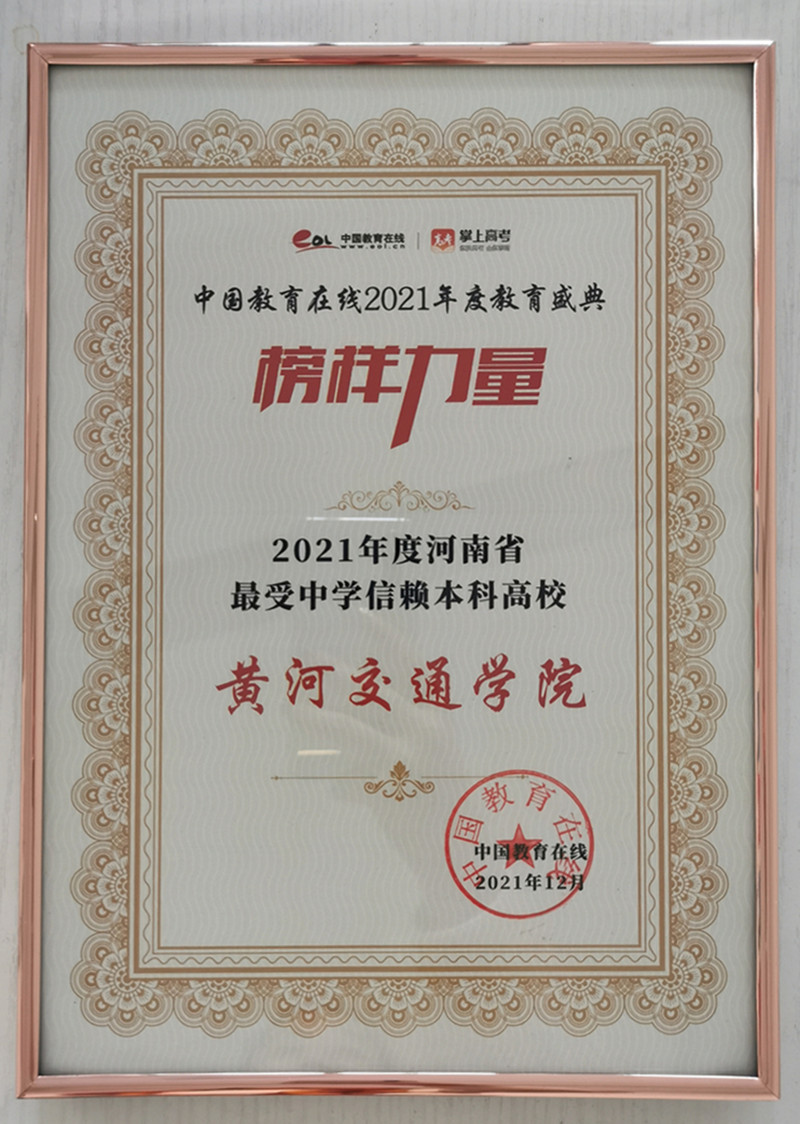 eol 中国教育在线 www.eol.cn 高考 掌上高考
中国教育在线2021年度教育盛典
榜样力量
2021年度河南省
最受中学信赖本科高校
黄河交通学院
中国教育在线
中国教育在线
2021年12月